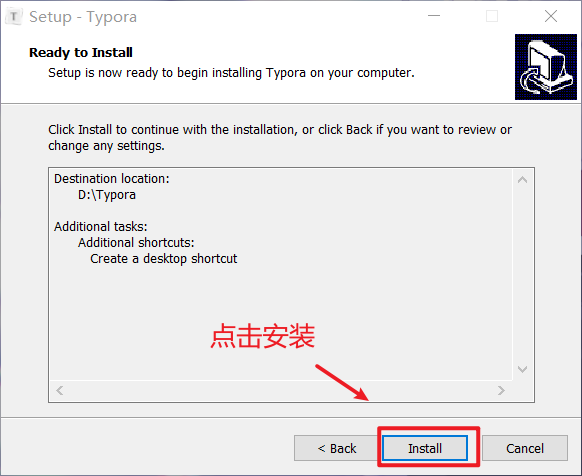 Setup - Typora
Ready to Install
Setup is now ready to begin installing Typora on your computer.
Click Install to continue with the installation, or click Back if you want to review or
change any settings.
Destination location:
D:\Typora
Additional tasks:
Additional shortcuts:
Create a desktop shortcut
点击安装
< Back
Install
Cancel